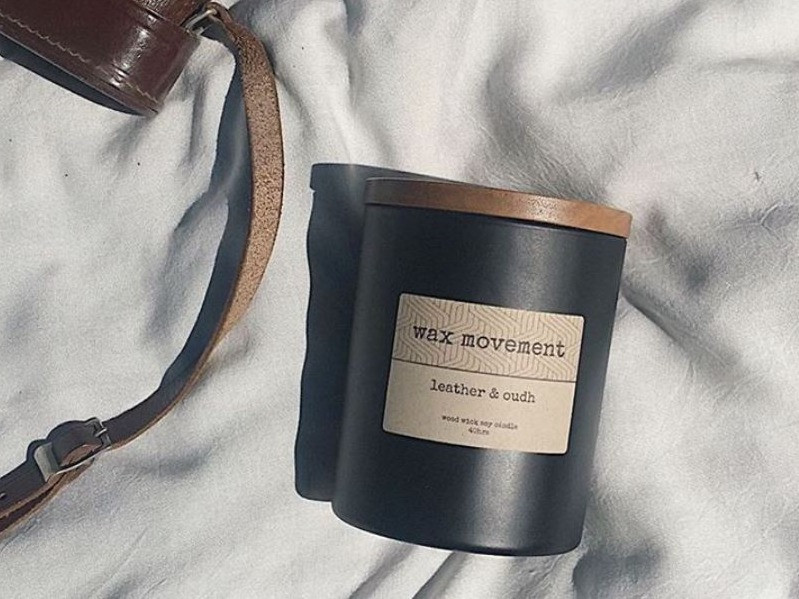 wax movement
leather & oudh
wood wick soy candle
40hrs